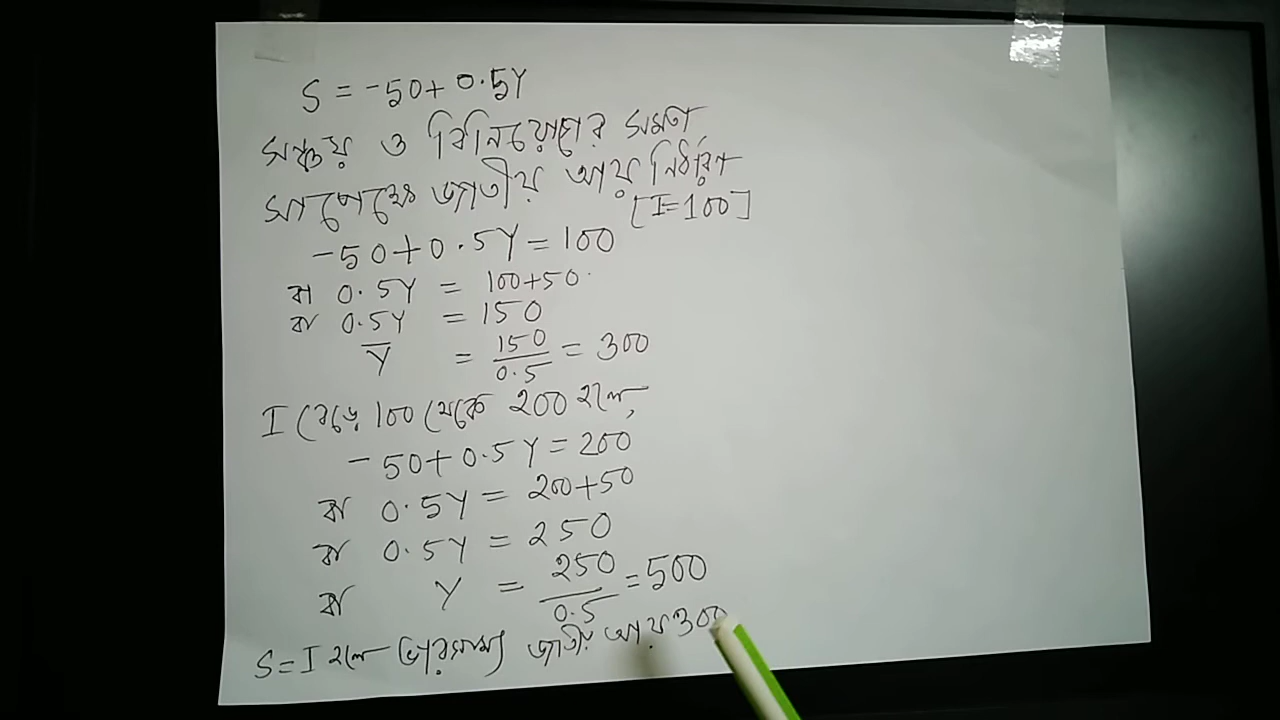 S = -50+ 0.5Y
সঞ্চয় ও বিনিয়োগের সমতা
সাপেক্ষে জাতীয় আয় নির্ধারণ
[I=100]
-50+0.5Y=100
বা 0.5Y = 100+50
বা 0.5Y = 150
Y̅ = 150/0.5 = 300
I বেড়ে 100 থেকে 200 হলে,
-50+0.5Y=200
বা 0.5Y = 200+50
বা 0.5Y = 250
বা Y = 250/0.5 = 500
S=I হলে ভারসাম্য জাতীয় আয় 300